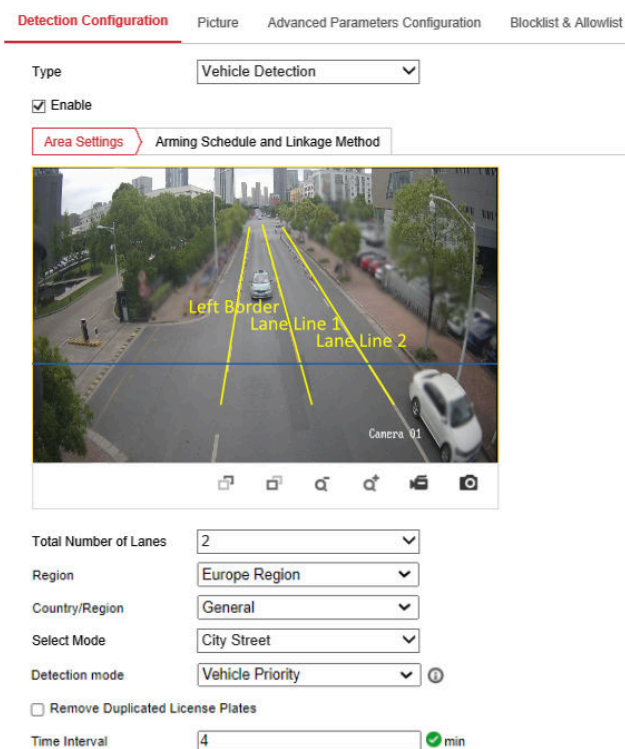 Detection Configuration Picture Advanced Parameters Configuration Blocklist & Allowlist
Type Vehicle Detection
Enable
Area Settings Arming Schedule and Linkage Method
Left Border
Lane Line 1
Lane Line 2
Camera 01
Total Number of Lanes 2
Region Europe Region
Country/Region General
Select Mode City Street
Detection mode Vehicle Priority
Remove Duplicated License Plates
Time Interval 4 min